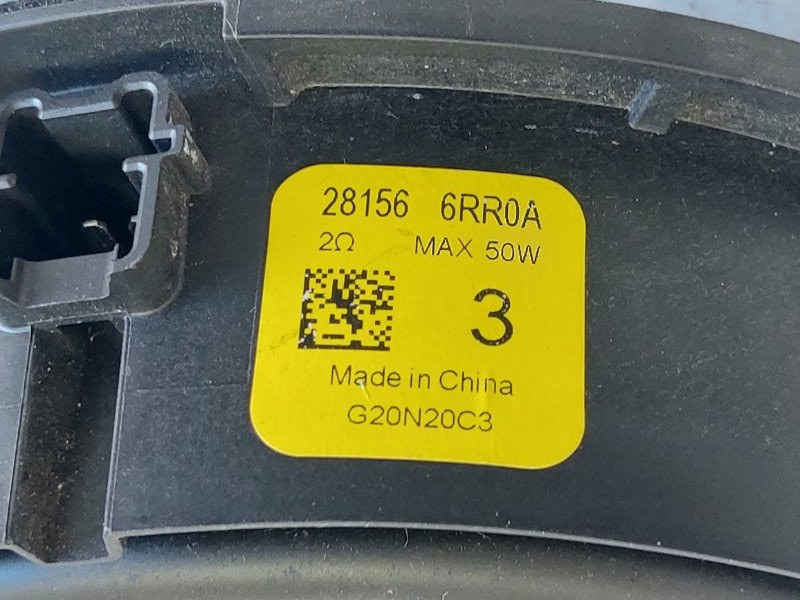 28156 6RR0A
2Ω MAX 50W
3
Made in China
G20N20C3